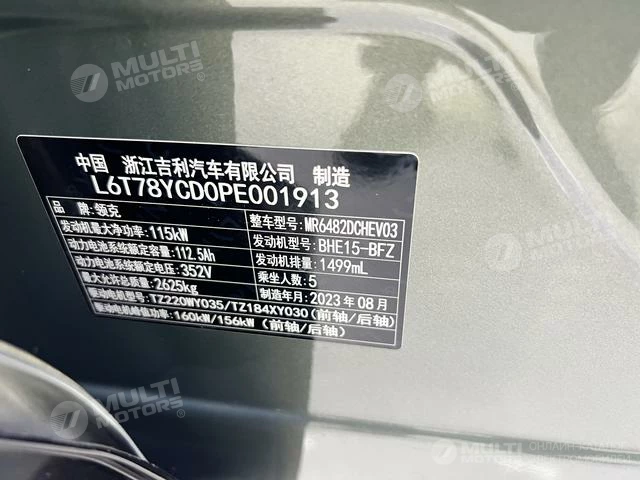 MULTI
MOTORS®
MULTI
MOTORS®
中国 浙江吉利汽车有限公司 制造
L6T78YCD0PE001913
品 牌:领克
整车型号:MR6482DCHEV03
发动机最大净功率:115kW
发动机型号:BHE15-BFZ
动力电池系统额定容量:112.5Ah
发动机排量:1499mL
动力电池系统额定电压:352V
乘坐人数:5
最大允许总质量:2625kg
制造年月:2023年08月
驱动电机型号:TZ220WY035/TZ184XY030(前轴/后轴)
驱动电机峰值功率:160kW/156kW (前轴/后轴)
MULTI
MOTORS®
MULTI
MOTORS